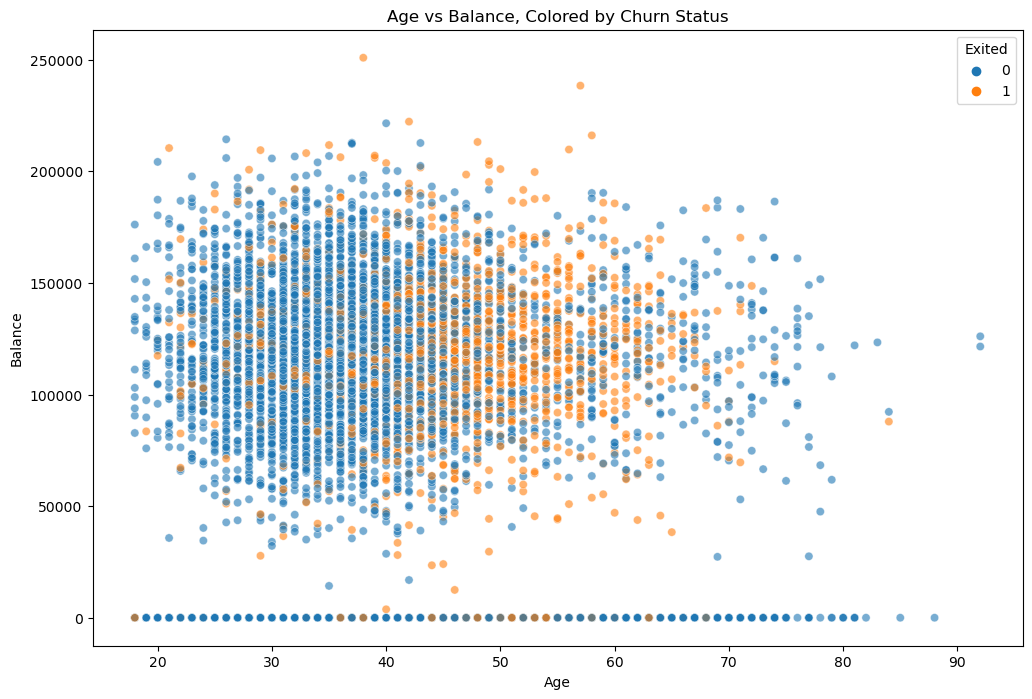 Age vs Balance, Colored by Churn Status
Exited
0
1
250000
200000
150000
100000
50000
0
Balance
20 30 40 50 60 70 80 90
Age